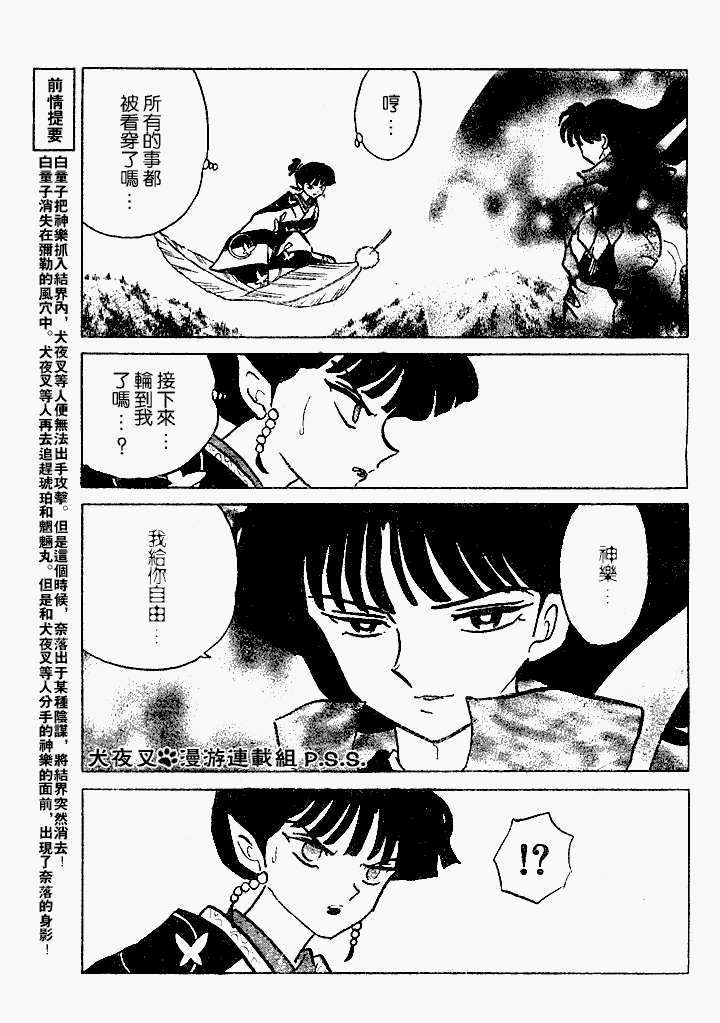 哼…
所有的事都
被看穿了嗎…
接下來…
輪到我
了嗎…?
神樂…
我給你自由…
犬夜叉漫游連載組 P.S.S.
!?
前情提要
白童子把神樂抓入結界內，犬夜叉等人便無法出手攻擊。但是這個時候，奈落出于某種陰謀，將結界突然消去！
白童子消失在彌勒的風穴中。犬夜叉等人再去追趕琥珀和魍魎丸。但是和犬夜叉等人分手的神樂的面前，出現了奈落的身影！